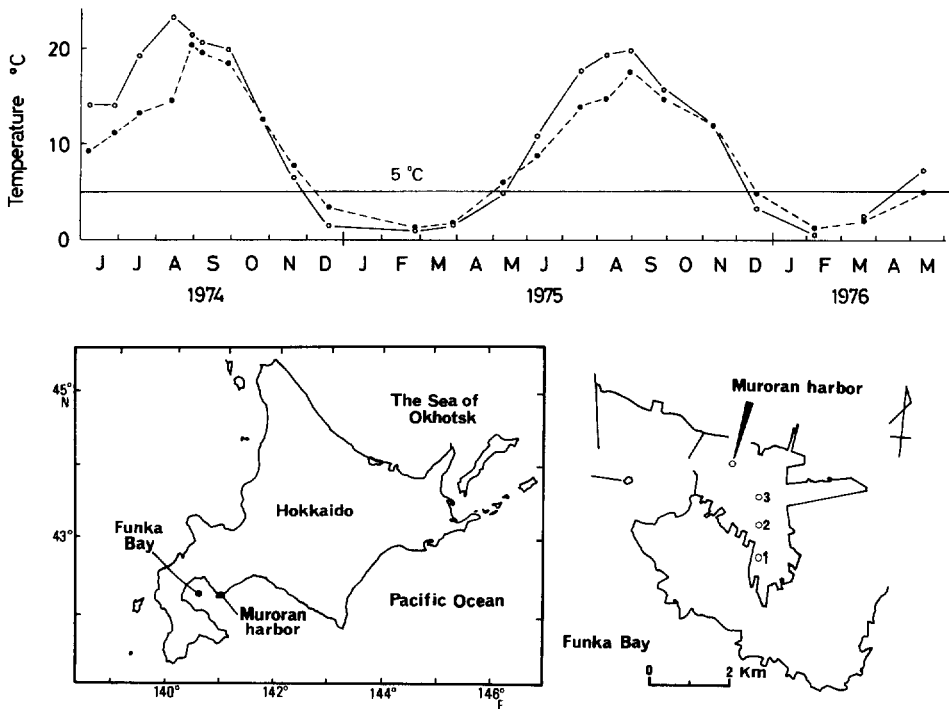 Temperature °C
20
10
0
5 °C
J J A S O N D J F M A M J J A S O N D J F M A M
1974 1975 1976
45°
N
43°
The Sea of
Okhotsk
Hokkaido
Funka
Bay
Muroran
harbor
Pacific Ocean
140° 142° 144° 146°
E
Muroran harbor
3
2
1
Funka Bay
0 2 Km